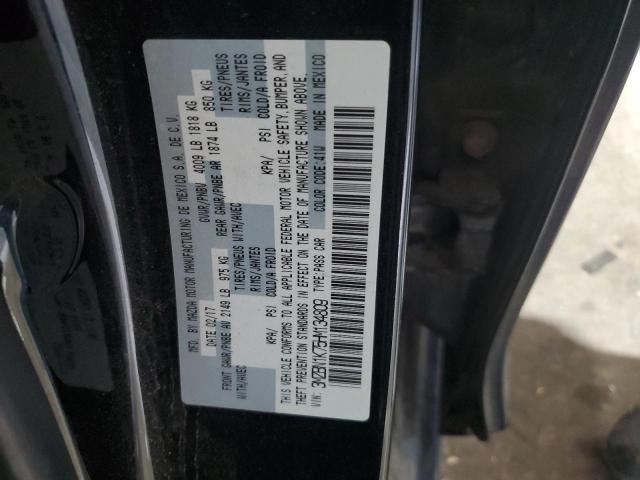 MFD. BY MAZDA MOTOR MANUFACTURING DE MEXICO S.A. DE C.V.
DATE 02/17 GVWR/PNBV 4009 LB 1818 KG
FRONT GAWR/PNBE AV 2149 LB 975 KG REAR GAWR/PNBE AR 1874 LB 850 KG
WITH/AVEC TIRES/PNEUS WITH/AVEC TIRES/PNEUS
RIMS/JANTES RIMS/JANTES
KPA/ PSI COLD/A FROID KPA/ PSI COLD/A FROID
THIS VEHICLE CONFORMS TO ALL APPLICABLE FEDERAL MOTOR VEHICLE SAFETY, BUMPER, AND
THEFT PREVENTION STANDARDS IN EFFECT ON THE DATE OF MANUFACTURE SHOWN ABOVE.
VIN: 3MZBN1K75HM134809 TYPE:PASS CAR COLOR CODE:41W MADE IN MEXICO